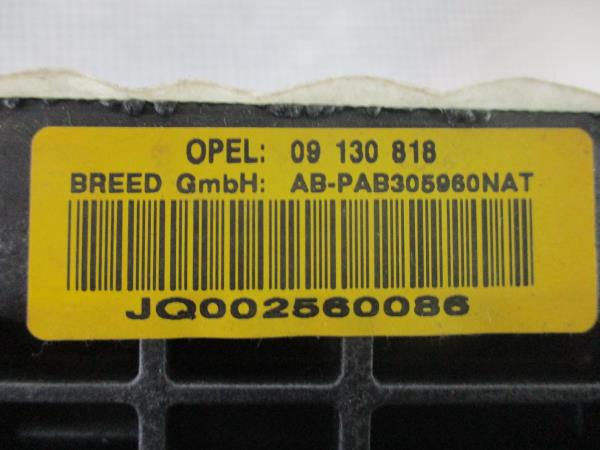 OPEL: 09 130 818
BREED GmbH: AB-PAB305960NAT
JQ002560086